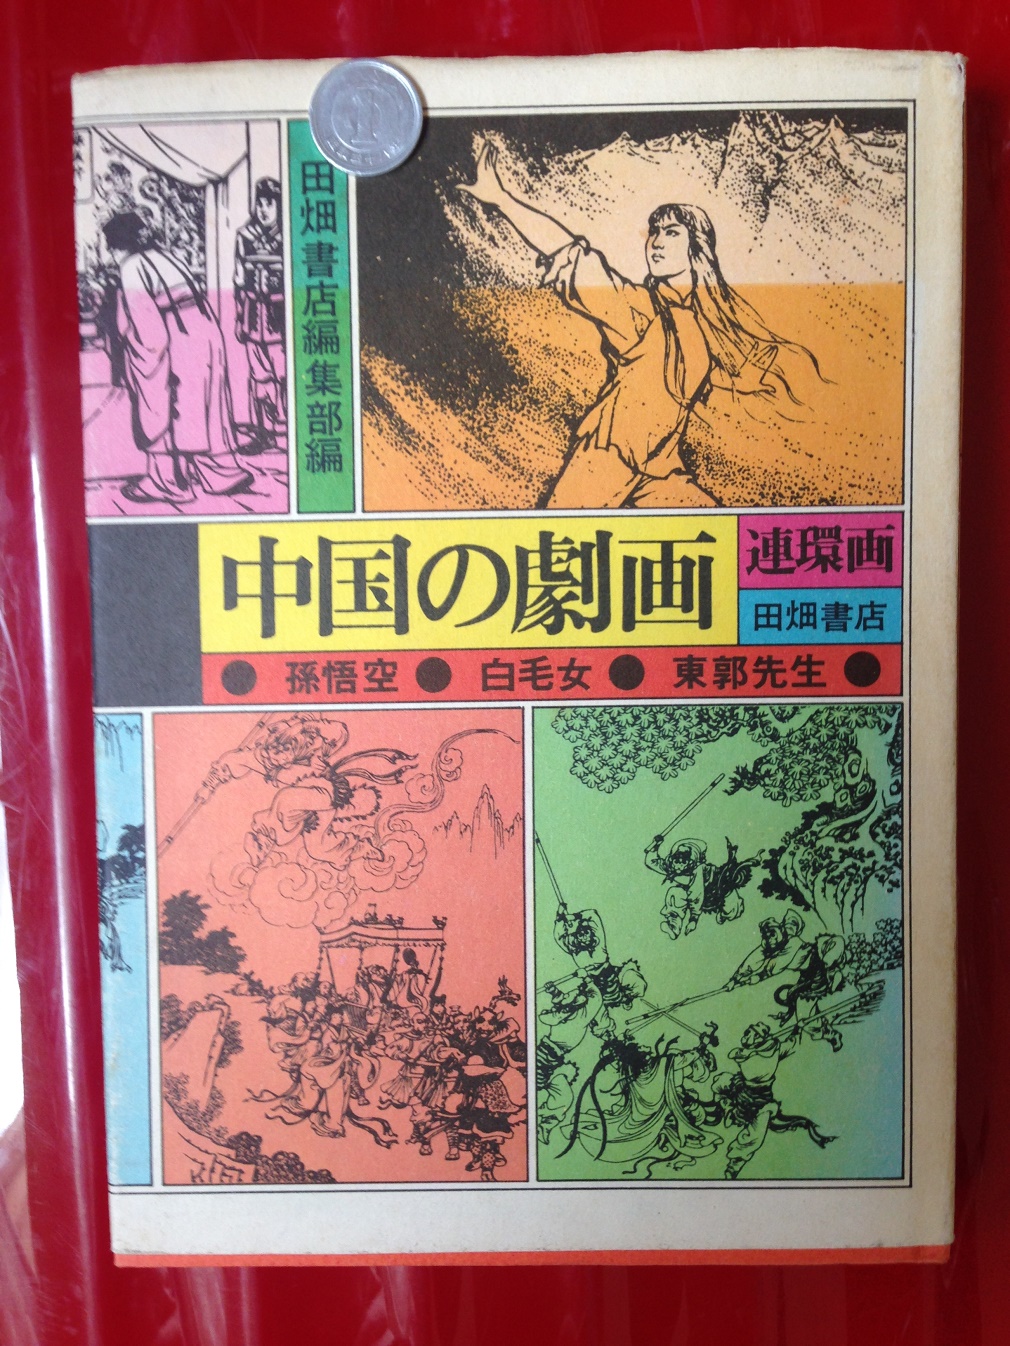 田畑書店編集部編
中国の劇画
連環画
田畑書店
●孫悟空●白毛女●東郭先生●